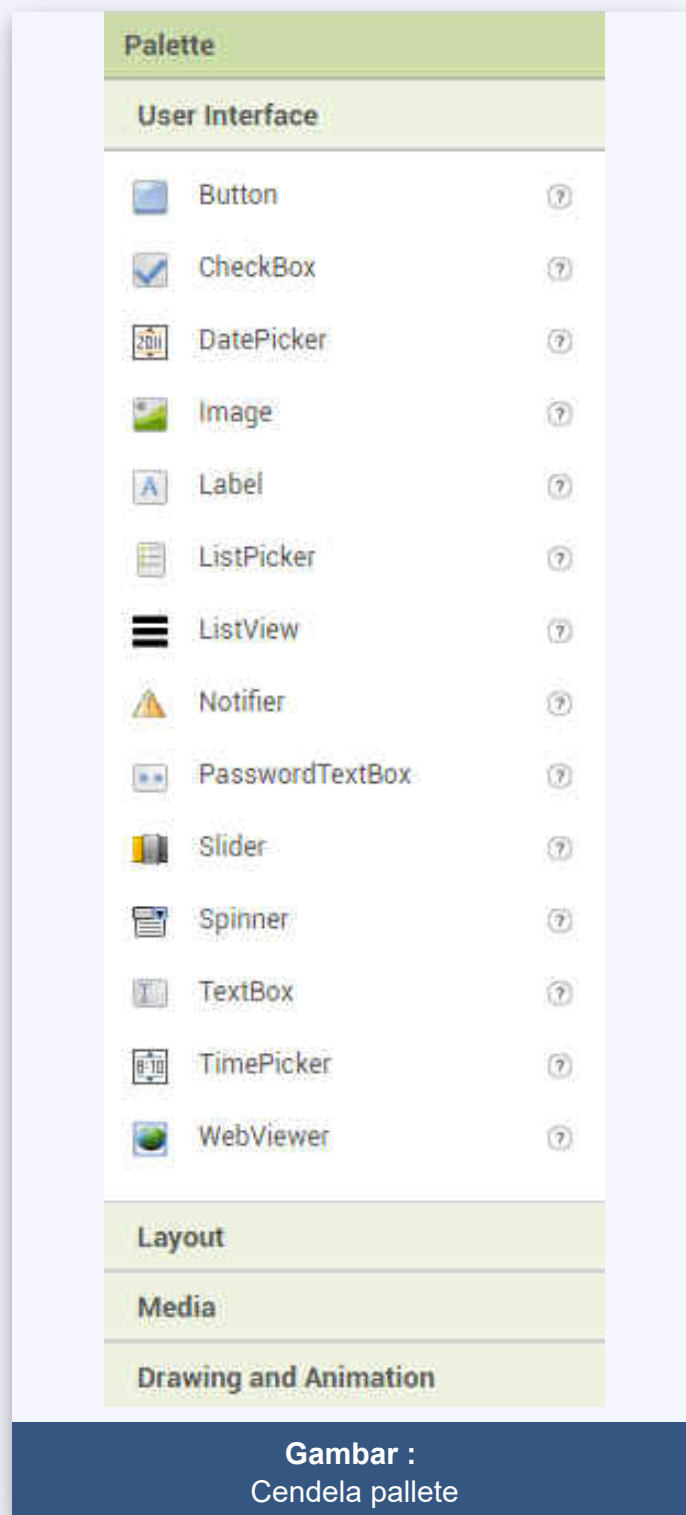 Palette
User Interface
Button
CheckBox
DatePicker
Image
Label
ListPicker
ListView
Notifier
PasswordTextBox
Slider
Spinner
TextBox
TimePicker
WebViewer
Layout
Media
Drawing and Animation
Gambar :
Cendela pallete